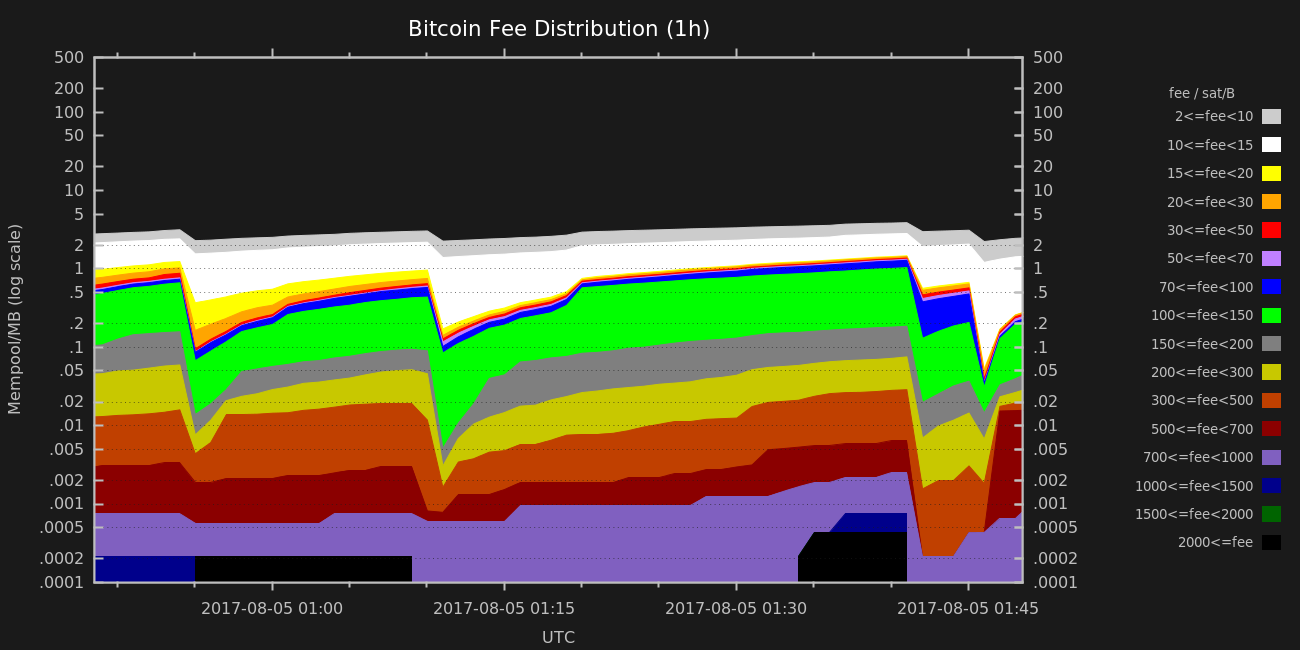 Bitcoin Fee Distribution (1h)
Mempool/MB (log scale)
500
200
100
50
20
10
5
2
1
.5
.2
.1
.05
.02
.01
.005
.002
.001
.0005
.0002
.0001
500
200
100
50
20
10
5
2
1
.5
.2
.1
.05
.02
.01
.005
.002
.001
.0005
.0002
.0001
2017-08-05 01:00
2017-08-05 01:15
2017-08-05 01:30
2017-08-05 01:45
UTC
fee / sat/B
2<=fee<10
10<=fee<15
15<=fee<20
20<=fee<30
30<=fee<50
50<=fee<70
70<=fee<100
100<=fee<150
150<=fee<200
200<=fee<300
300<=fee<500
500<=fee<700
700<=fee<1000
1000<=fee<1500
1500<=fee<2000
2000<=fee